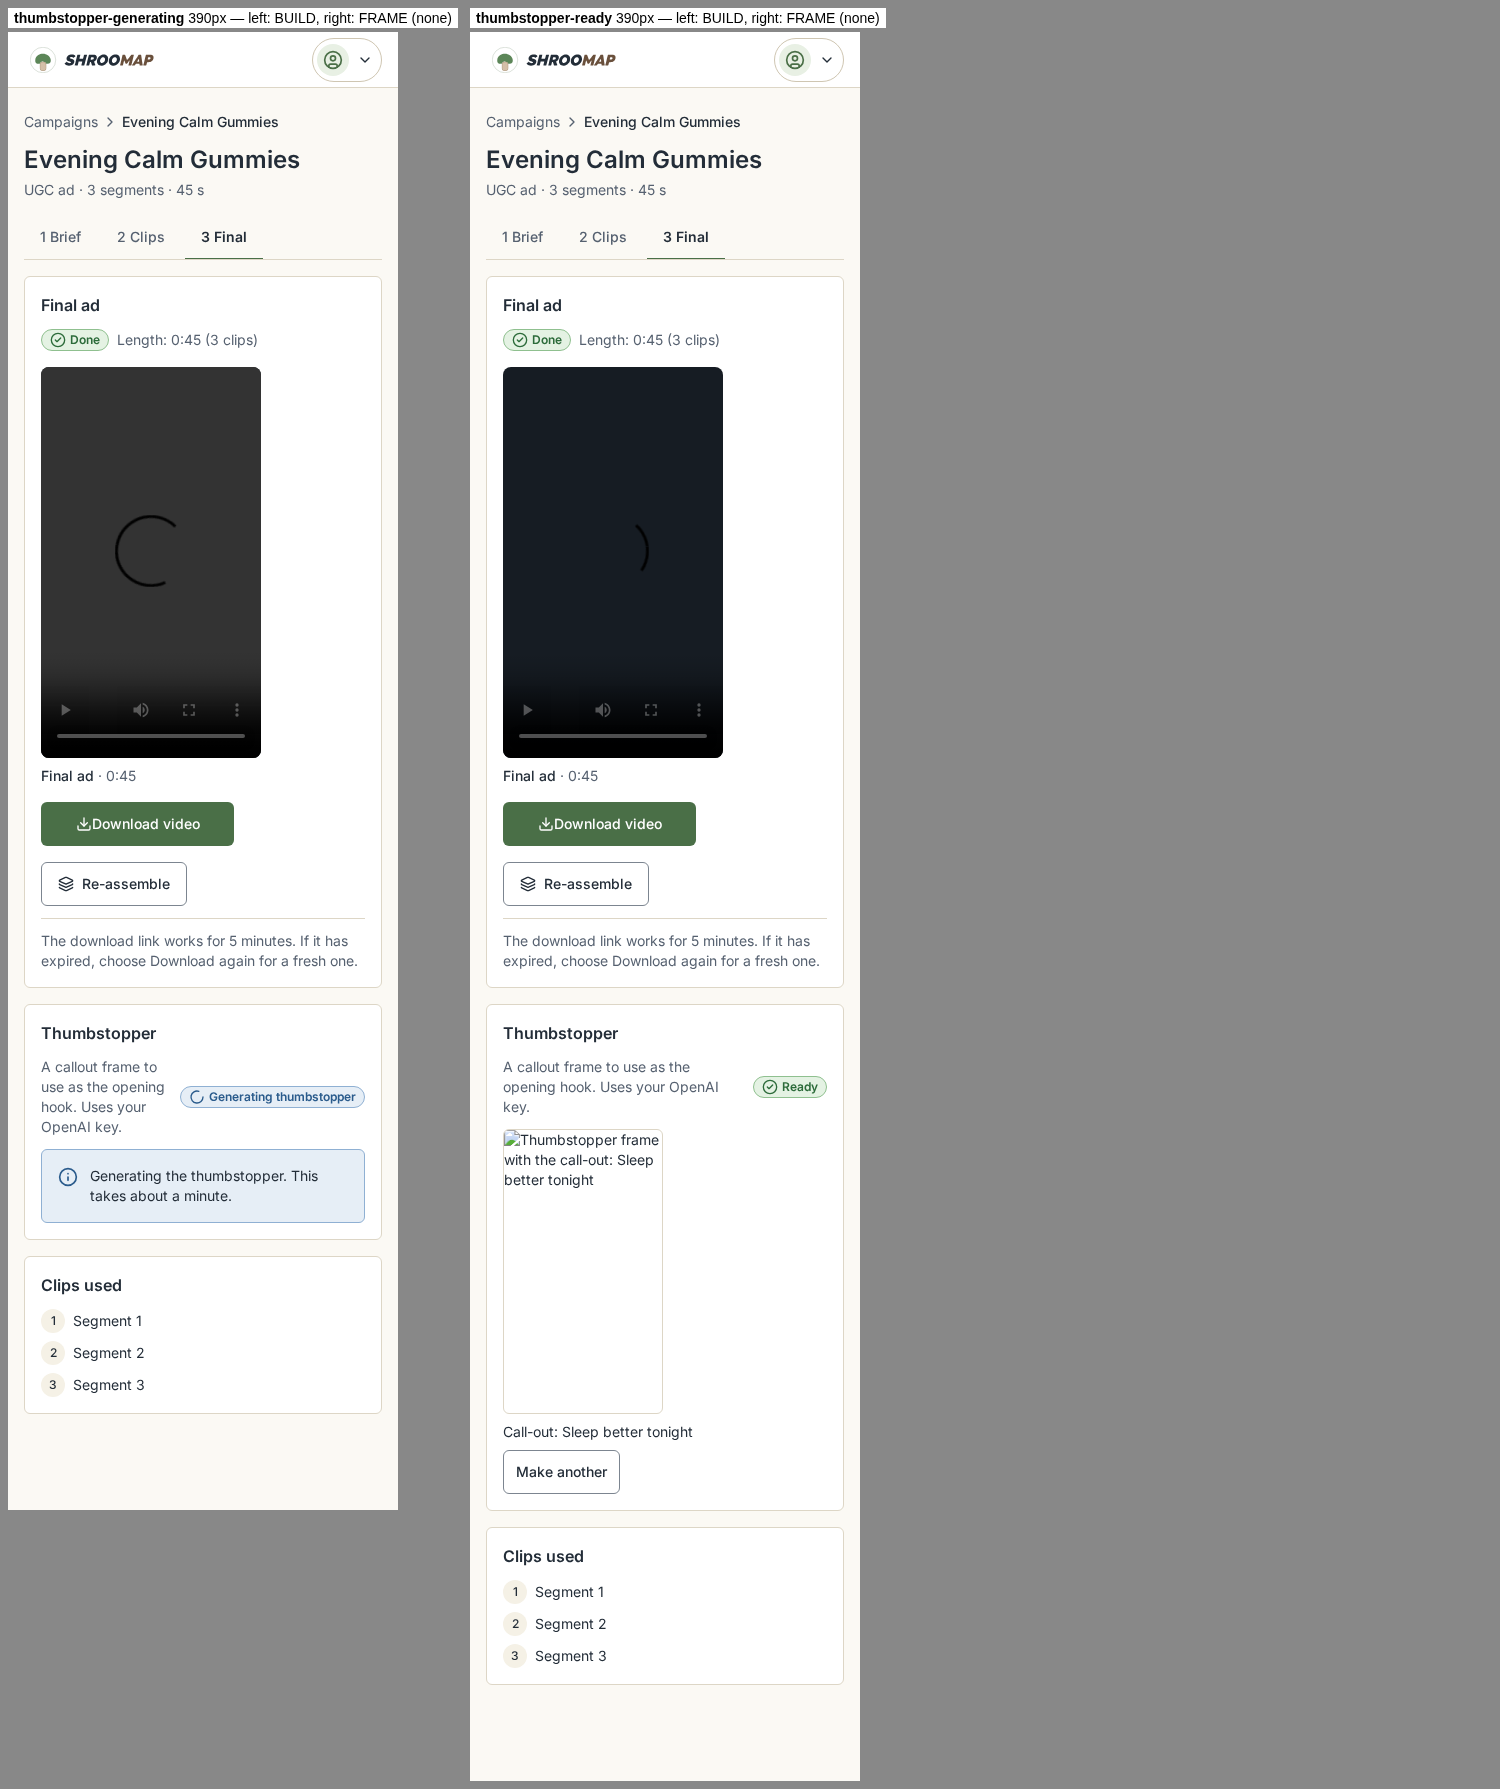 thumbstopper-generating 390px — left: BUILD, right: FRAME (none)
SHROOMAP
Campaigns
Evening Calm Gummies
Evening Calm Gummies
UGC ad · 3 segments · 45 s
1 Brief
2 Clips
3 Final
Final ad
Done
Length: 0:45 (3 clips)
Final ad · 0:45
Download video
Re-assemble
The download link works for 5 minutes. If it has
expired, choose Download again for a fresh one.
Thumbstopper
A callout frame to
use as the opening
hook. Uses your
OpenAI key.
Generating thumbstopper
Generating the thumbstopper. This
takes about a minute.
Clips used
1 Segment 1
2 Segment 2
3 Segment 3
thumbstopper-ready 390px — left: BUILD, right: FRAME (none)
SHROOMAP
Campaigns
Evening Calm Gummies
Evening Calm Gummies
UGC ad · 3 segments · 45 s
1 Brief
2 Clips
3 Final
Final ad
Done
Length: 0:45 (3 clips)
Final ad · 0:45
Download video
Re-assemble
The download link works for 5 minutes. If it has
expired, choose Download again for a fresh one.
Thumbstopper
A callout frame to use as the
opening hook. Uses your OpenAI
key.
Ready
Thumbstopper frame
with the call-out: Sleep
better tonight
Call-out: Sleep better tonight
Make another
Clips used
1 Segment 1
2 Segment 2
3 Segment 3